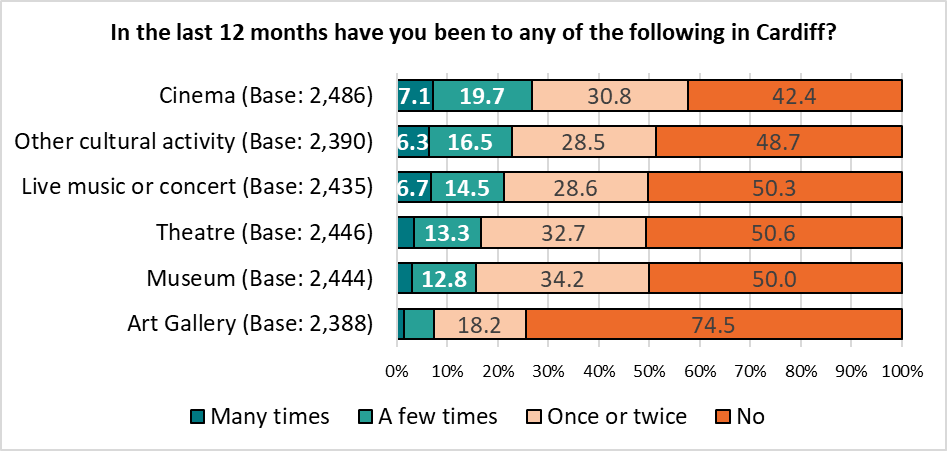 In the last 12 months have you been to any of the following in Cardiff?
Cinema (Base: 2,486) 7.1 19.7 30.8 42.4
Other cultural activity (Base: 2,390) 6.3 16.5 28.5 48.7
Live music or concert (Base: 2,435) 6.7 14.5 28.6 50.3
Theatre (Base: 2,446) 13.3 32.7 50.6
Museum (Base: 2,444) 12.8 34.2 50.0
Art Gallery (Base: 2,388) 18.2 74.5
0% 10% 20% 30% 40% 50% 60% 70% 80% 90% 100%
Many times A few times Once or twice No